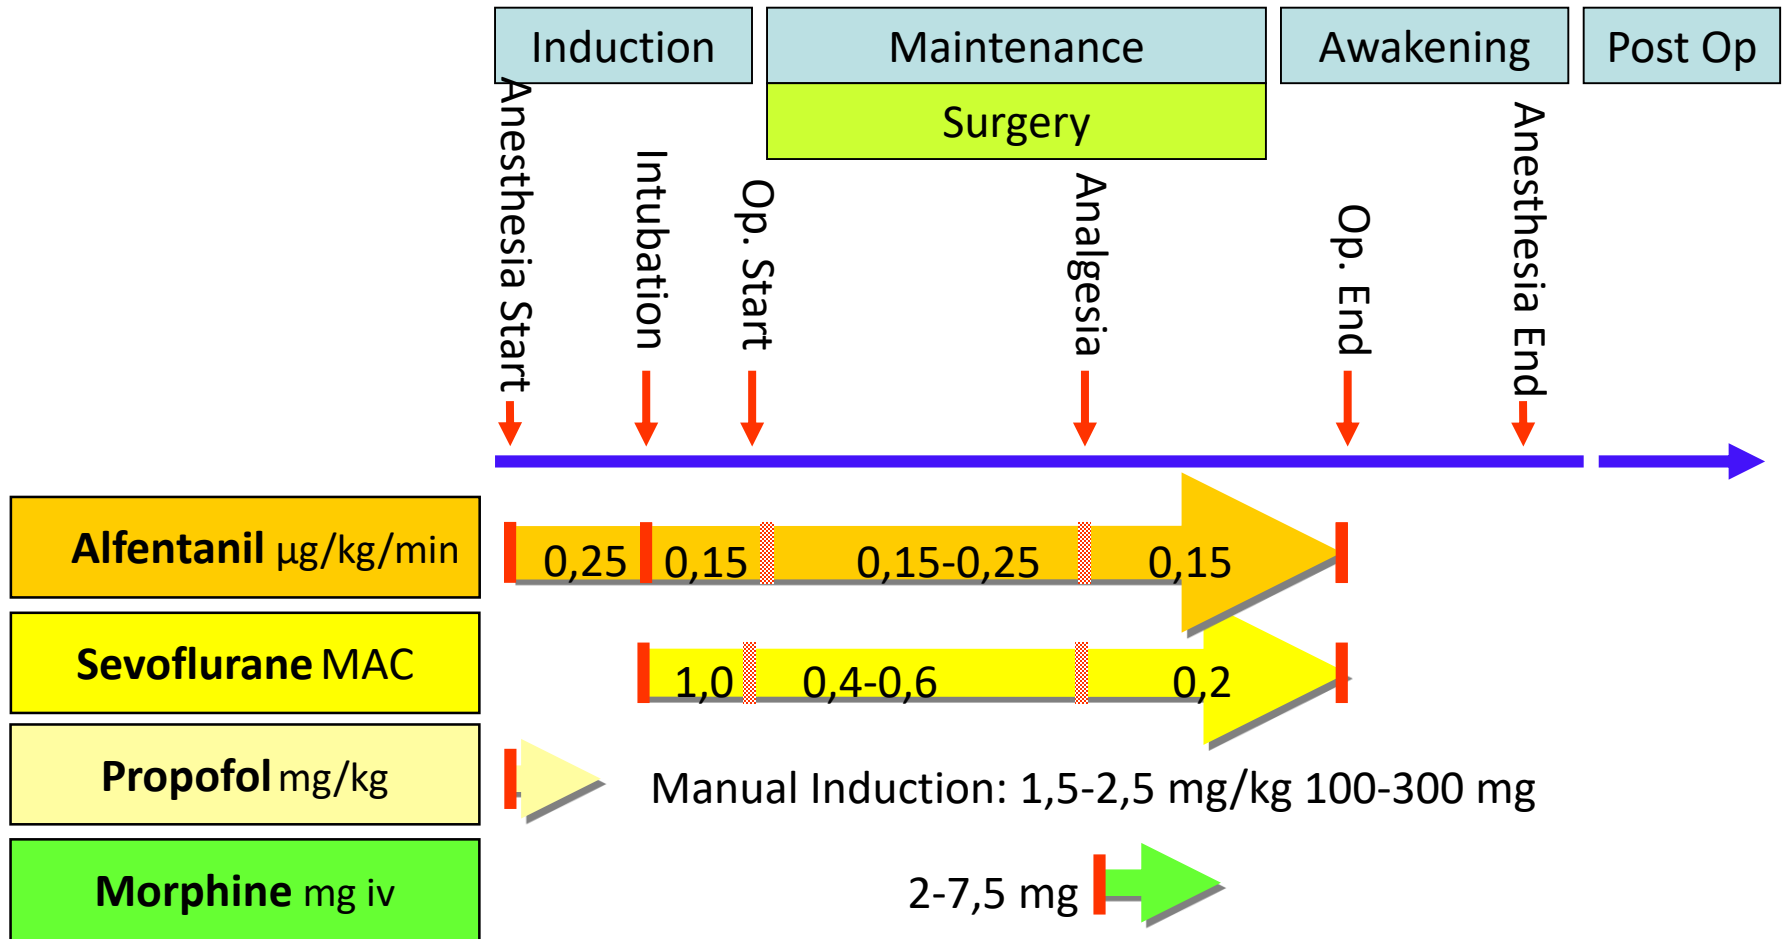 Induction
Maintenance
Awakening
Post Op
Surgery
Anesthesia Start
Intubation
Op. Start
Analgesia
Op. End
Anesthesia End
Alfentanil µg/kg/min
0,25
0,15
0,15-0,25
0,15
Sevoflurane MAC
1,0
0,4-0,6
0,2
Propofol mg/kg
Manual Induction: 1,5-2,5 mg/kg 100-300 mg
Morphine mg iv
2-7,5 mg